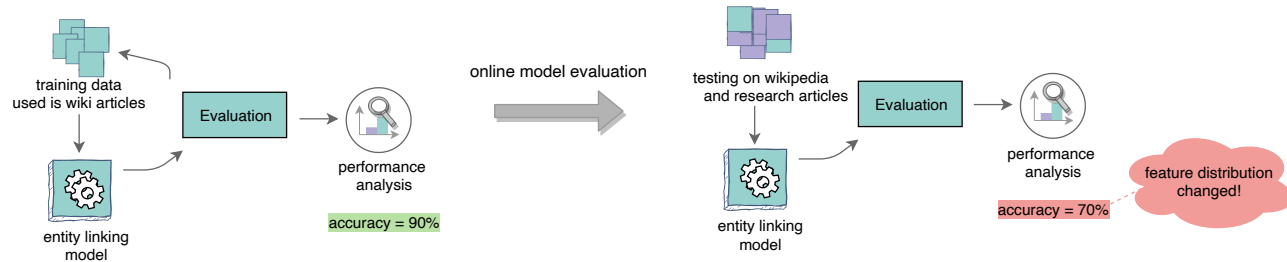 training data
used is wiki articles
Evaluation
performance
analysis
accuracy = 90%
entity linking
model
online model evaluation
testing on wikipedia
and research articles
Evaluation
performance
analysis
accuracy = 70%
feature distribution
changed!
entity linking
model